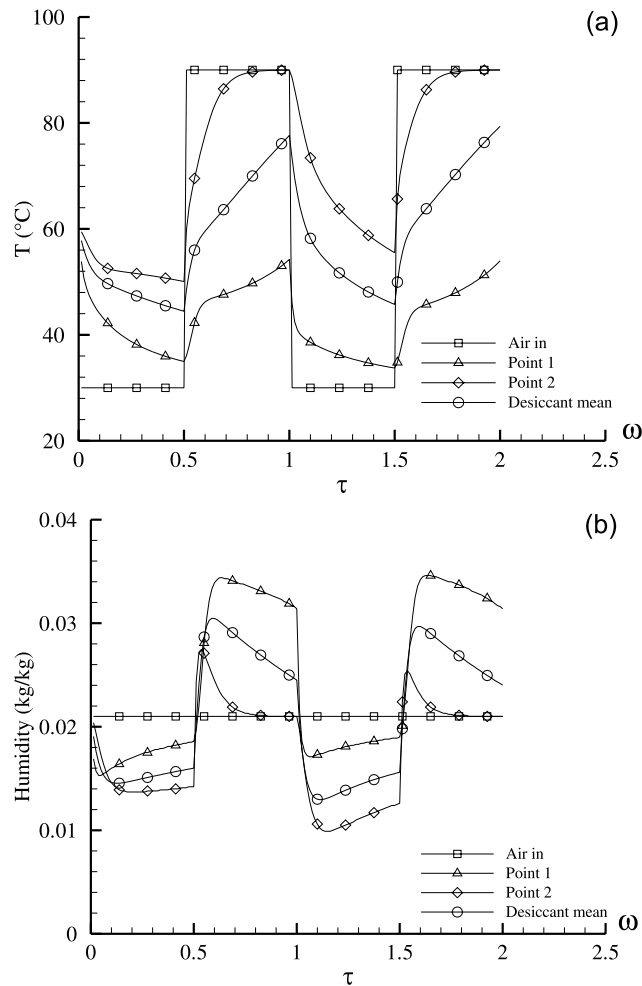 (a)
100
80
60
40
20
T (°C)
Air in
Point 1
Point 2
Desiccant mean
0
0.5
1
1.5
2
2.5
ω
τ
(b)
0.04
0.03
0.02
0.01
0
Humidity (kg/kg)
Air in
Point 1
Point 2
Desiccant mean
0
0.5
1
1.5
2
2.5
ω
τ